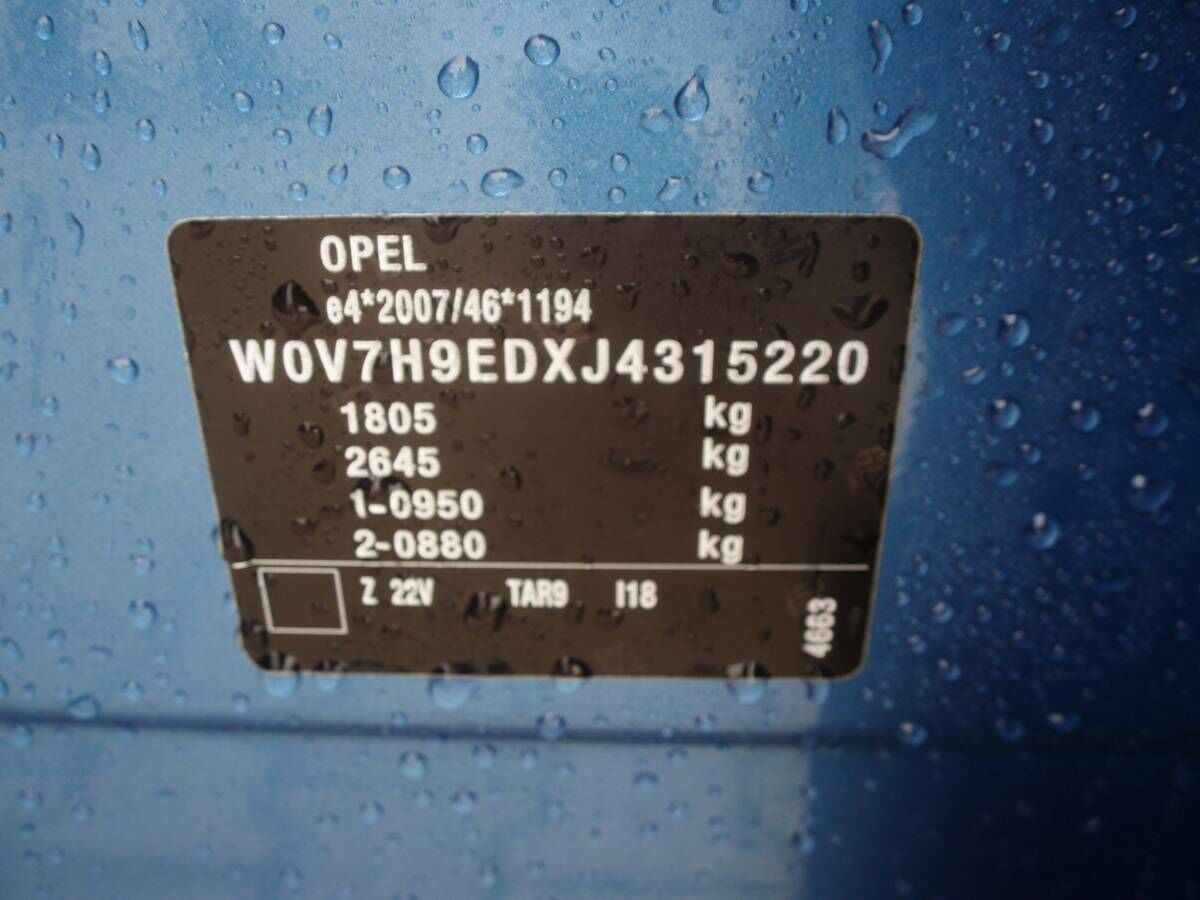 OPEL
e4*2007/46*1194
W0V7H9EDXJ4315220
1805 kg
2645 kg
1-0950 kg
2-0880 kg
Z 22V TAR9 I18
4663